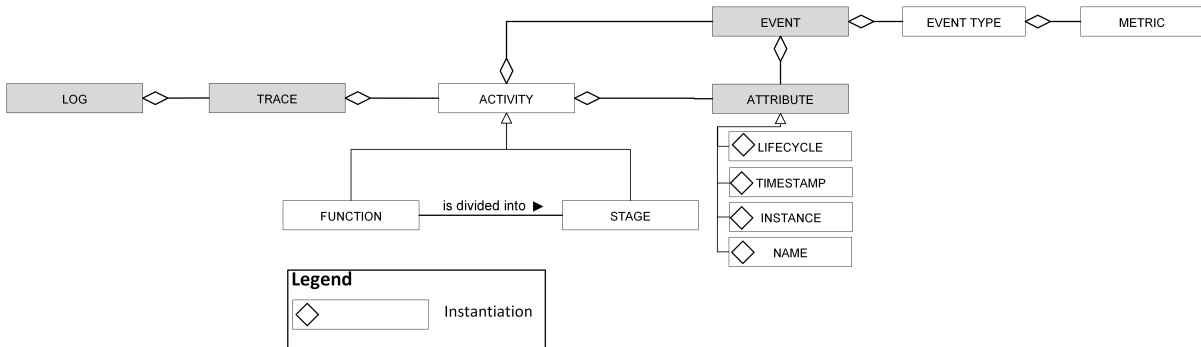 EVENT
EVENT TYPE
METRIC
LOG
TRACE
ACTIVITY
ATTRIBUTE
LIFECYCLE
TIMESTAMP
INSTANCE
NAME
FUNCTION
is divided into ►
STAGE
Legend
Instantiation